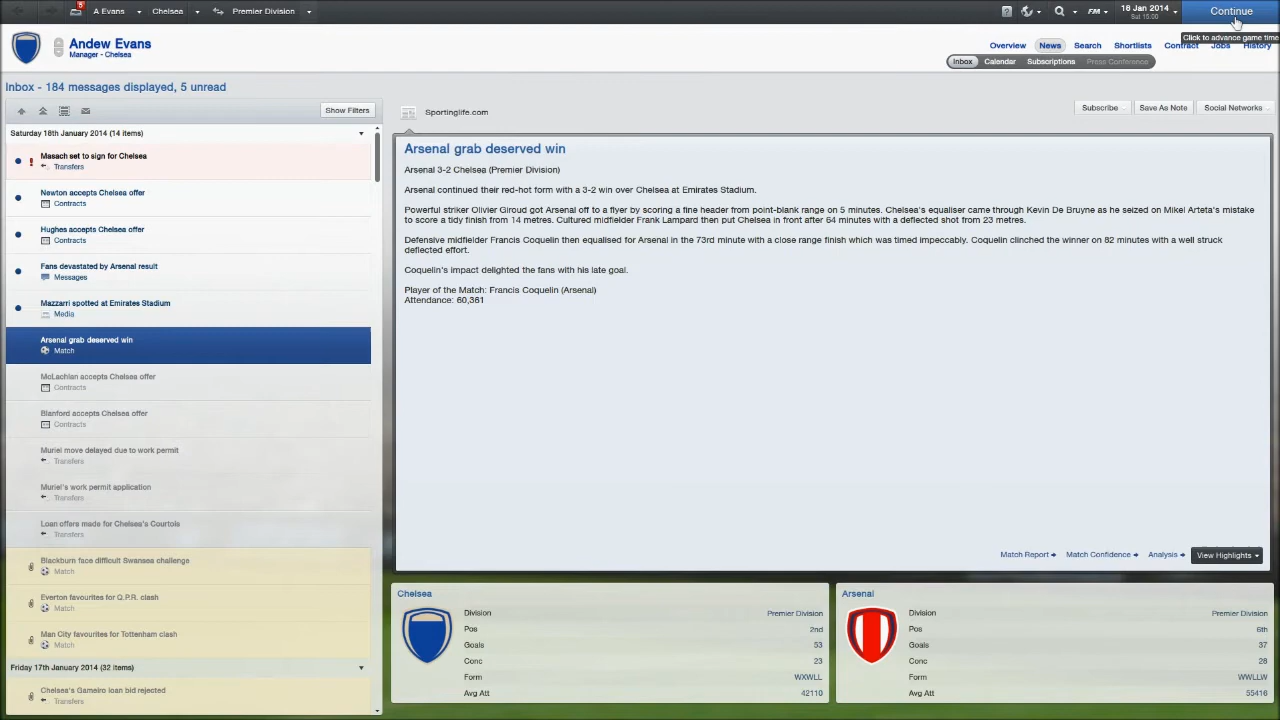 5
A Evans
Chelsea
Premier Division
FM
18 Jan 2014
Sat 15:00
Continue
Click to advance game time
Andew Evans
Manager - Chelsea
Overview
News
Search
Shortlists
Contract
Jobs
History
Inbox
Calendar
Subscriptions
Press Conference
Inbox - 184 messages displayed, 5 unread
Show Filters
Sportinglife.com
Subscribe
Save As Note
Social Networks
Saturday 18th January 2014 (14 items)
Masach set to sign for Chelsea
Transfers
Newton accepts Chelsea offer
Contracts
Hughes accepts Chelsea offer
Contracts
Fans devastated by Arsenal result
Messages
Mazzarri spotted at Emirates Stadium
Media
Arsenal grab deserved win
Match
McLachlan accepts Chelsea offer
Contracts
Blanford accepts Chelsea offer
Contracts
Muriel move delayed due to work permit
Transfers
Muriel's work permit application
Transfers
Loan offers made for Chelsea's Courtois
Transfers
Blackburn face difficult Swansea challenge
Match
Everton favourites for Q.P.R. clash
Match
Man City favourites for Tottenham clash
Match
Friday 17th January 2014 (32 items)
Chelsea's Gameiro loan bid rejected
Transfers
Arsenal grab deserved win
Arsenal 3-2 Chelsea (Premier Division)
Arsenal continued their red-hot form with a 3-2 win over Chelsea at Emirates Stadium.
Powerful striker Olivier Giroud got Arsenal off to a flyer by scoring a fine header from point-blank range on 5 minutes. Chelsea's equaliser came through Kevin De Bruyne as he seized on Mikel Arteta's mistake
to score a tidy finish from 14 metres. Cultured midfielder Frank Lampard then put Chelsea in front after 64 minutes with a deflected shot from 23 metres.
Defensive midfielder Francis Coquelin then equalised for Arsenal in the 73rd minute with a close range finish which was timed impeccably. Coquelin clinched the winner on 82 minutes with a well struck
deflected effort.
Coquelin's impact delighted the fans with his late goal.
Player of the Match: Francis Coquelin (Arsenal)
Attendance: 60,361
Match Report
Match Confidence
Analysis
View Highlights
Chelsea
Division Premier Division
Pos 2nd
Goals 53
Conc 23
Form WXWLL
Avg Att 42110
Arsenal
Division Premier Division
Pos 6th
Goals 37
Conc 28
Form WWLLW
Avg Att 55416